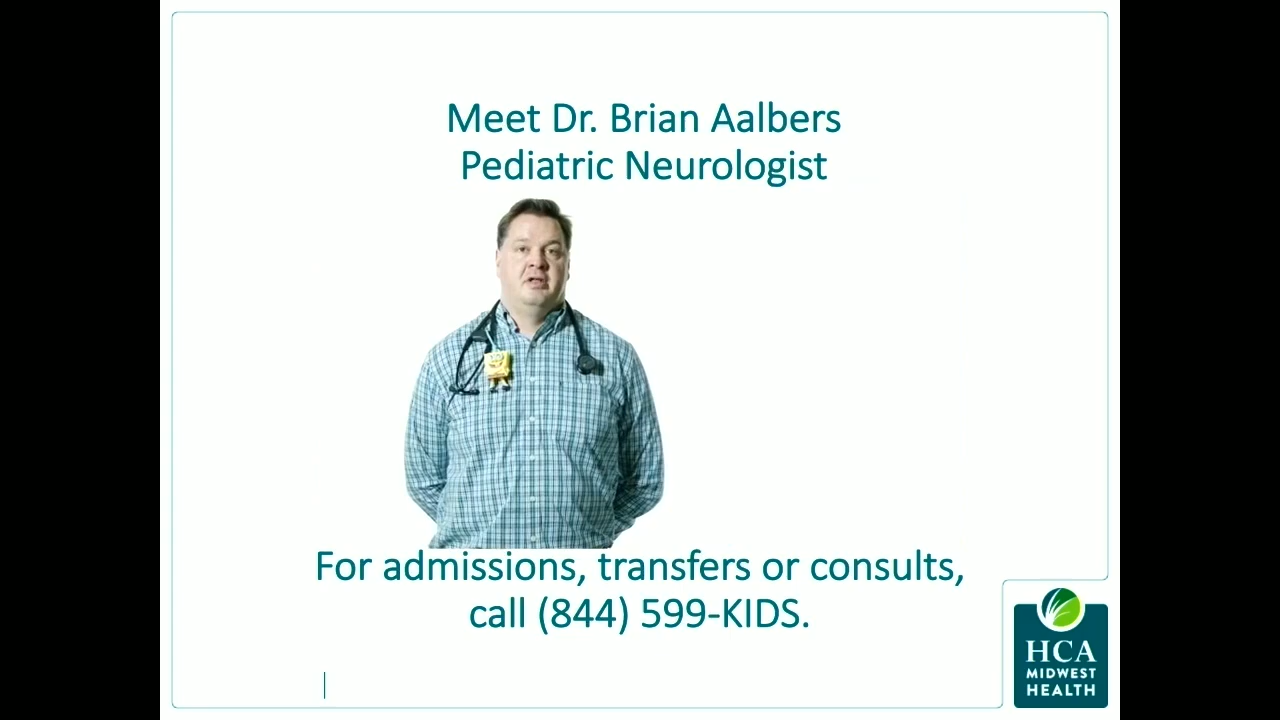 Meet Dr. Brian Aalbers
Pediatric Neurologist
For admissions, transfers or consults,
call (844) 599-KIDS.
HCA
MIDWEST
HEALTH